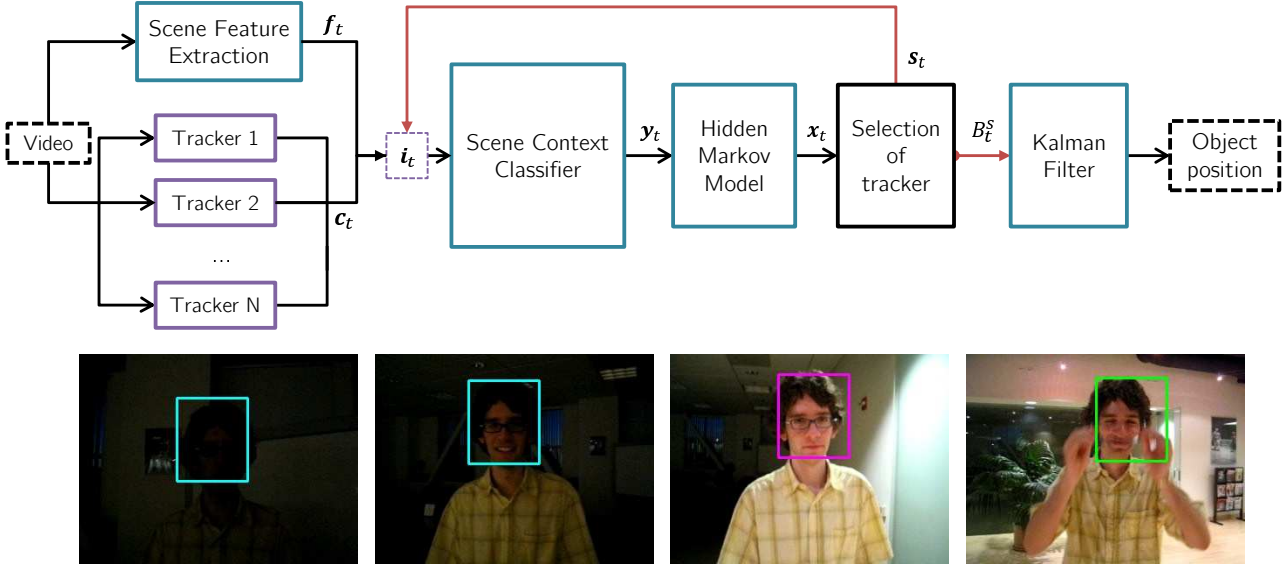 Scene Feature
Extraction
f_t
s_t
Video
Tracker 1
Tracker 2
...
Tracker N
c_t
i_t
Scene Context
Classifier
y_t
Hidden
Markov
Model
x_t
Selection
of
tracker
B_t^s
Kalman
Filter
Object
position